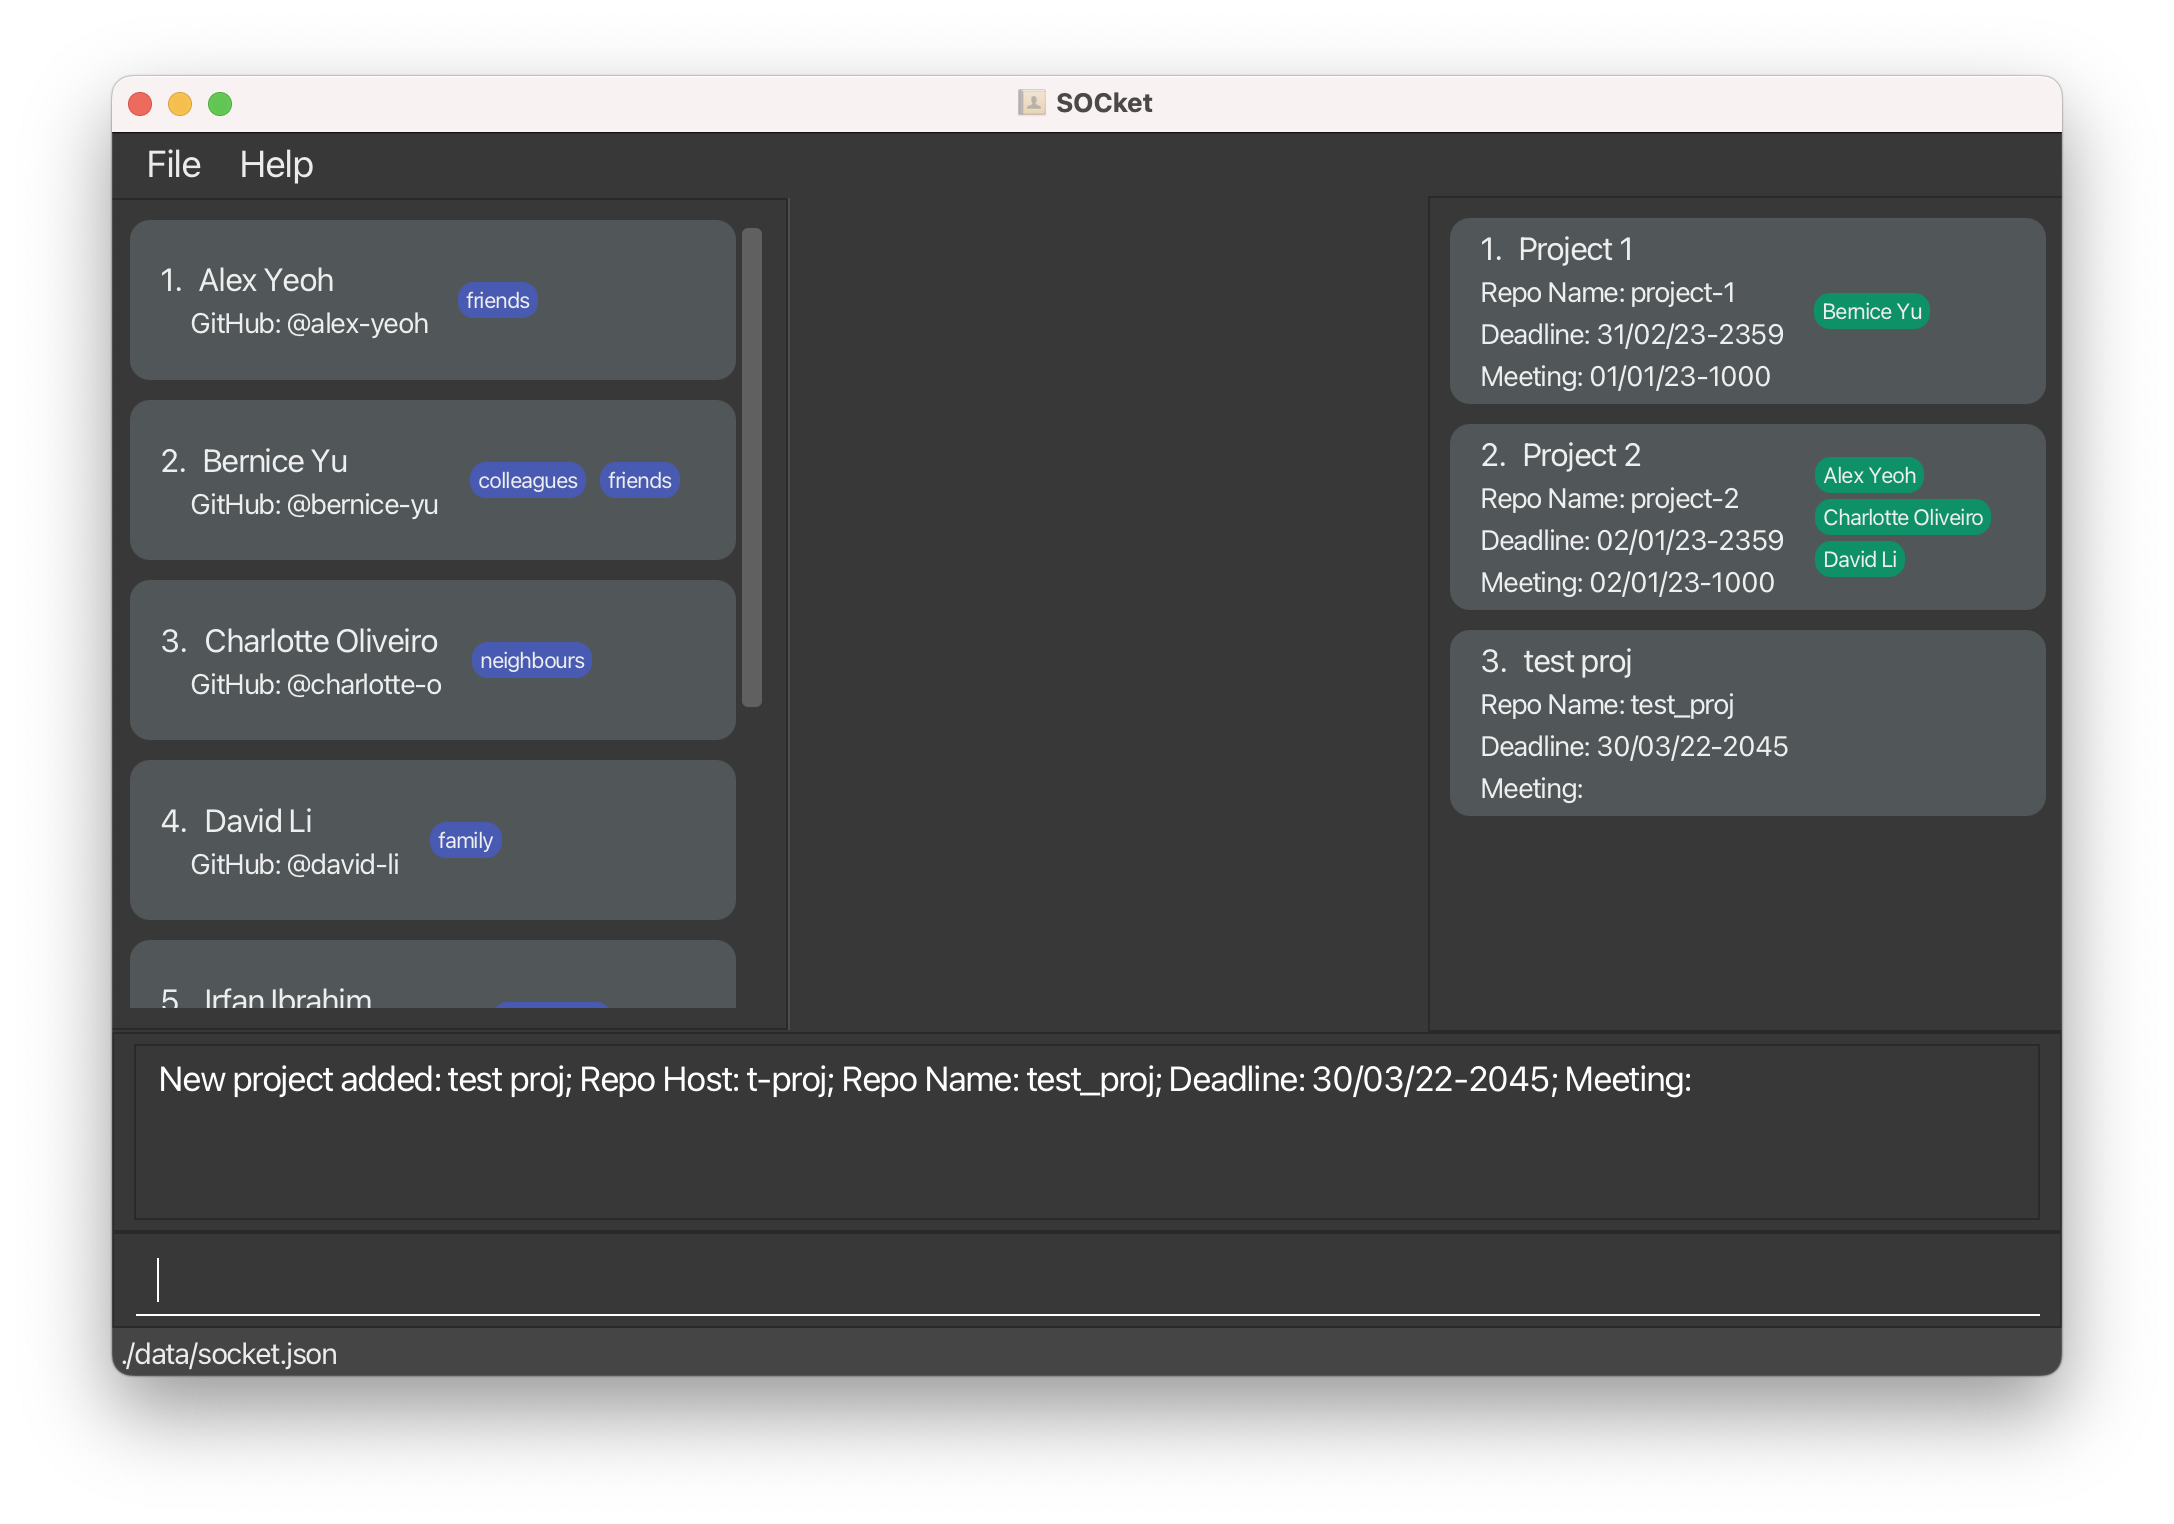 SOCket
File Help
1. Alex Yeoh
GitHub: @alex-yeoh
friends
2. Bernice Yu
GitHub: @bernice-yu
colleagues friends
3. Charlotte Oliveiro
GitHub: @charlotte-o
neighbours
4. David Li
GitHub: @david-li
family
5. Irfan Ibrahim
1. Project 1
Repo Name: project-1
Deadline: 31/02/23-2359
Meeting: 01/01/23-1000
Bernice Yu
2. Project 2
Repo Name: project-2
Deadline: 02/01/23-2359
Meeting: 02/01/23-1000
Alex Yeoh
Charlotte Oliveiro
David Li
3. test proj
Repo Name: test_proj
Deadline: 30/03/22-2045
Meeting:
New project added: test proj; Repo Host: t-proj; Repo Name: test_proj; Deadline: 30/03/22-2045; Meeting:
./data/socket.json